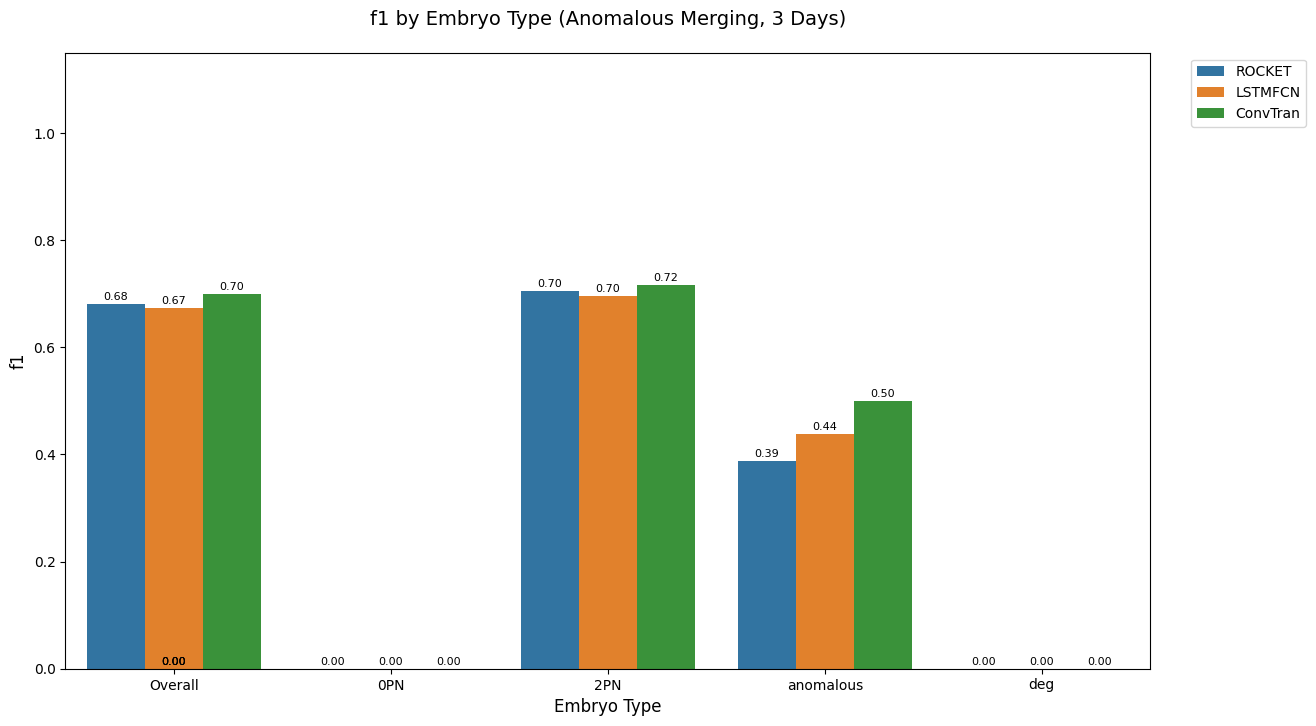 f1 by Embryo Type (Anomalous Merging, 3 Days)
ROCKET
LSTMFCN
ConvTran
f1
1.0
0.8
0.6
0.4
0.2
0.0
0.68
0.67
0.70
0.00
0.00
0.00
0.00
0.70
0.70
0.72
0.39
0.44
0.50
0.00
0.00
0.00
Overall
0PN
2PN
anomalous
deg
Embryo Type